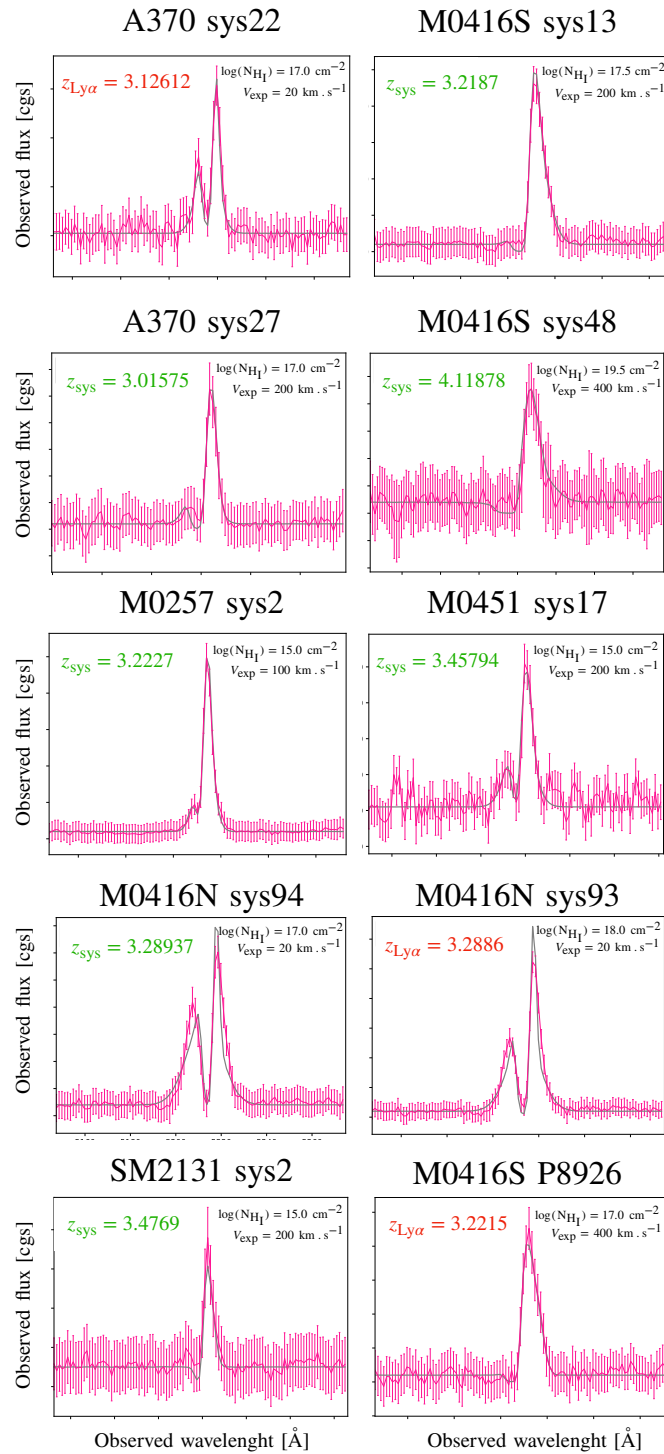 A370 sys22
M0416S sys13
Observed flux [cgs]
z_Lyα = 3.12612
log(N_HI) = 17.0 cm⁻²
V_exp = 20 km . s⁻¹
z_sys = 3.2187
log(N_HI) = 17.5 cm⁻²
V_exp = 200 km . s⁻¹
A370 sys27
M0416S sys48
Observed flux [cgs]
z_sys = 3.01575
log(N_HI) = 17.0 cm⁻²
V_exp = 200 km . s⁻¹
z_sys = 4.11878
log(N_HI) = 19.5 cm⁻²
V_exp = 400 km . s⁻¹
M0257 sys2
M0451 sys17
Observed flux [cgs]
z_sys = 3.2227
log(N_HI) = 15.0 cm⁻²
V_exp = 100 km . s⁻¹
z_sys = 3.45794
log(N_HI) = 15.0 cm⁻²
V_exp = 200 km . s⁻¹
M0416N sys94
M0416N sys93
Observed flux [cgs]
z_sys = 3.28937
log(N_HI) = 17.0 cm⁻²
V_exp = 20 km . s⁻¹
z_Lyα = 3.2886
log(N_HI) = 18.0 cm⁻²
V_exp = 20 km . s⁻¹
SM2131 sys2
M0416S P8926
Observed flux [cgs]
z_sys = 3.4769
log(N_HI) = 15.0 cm⁻²
V_exp = 200 km . s⁻¹
z_Lyα = 3.2215
log(N_HI) = 17.0 cm⁻²
V_exp = 400 km . s⁻¹
Observed wavelenght [Å]
Observed wavelenght [Å]